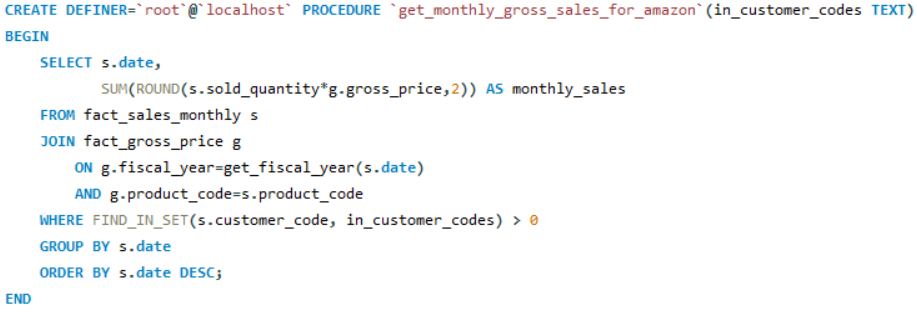 CREATE DEFINER=`root`@`localhost` PROCEDURE `get_monthly_gross_sales_for_amazon`(in_customer_codes TEXT)
BEGIN
    SELECT s.date,
           SUM(ROUND(s.sold_quantity*g.gross_price,2)) AS monthly_sales
    FROM fact_sales_monthly s
    JOIN fact_gross_price g
        ON g.fiscal_year=get_fiscal_year(s.date)
        AND g.product_code=s.product_code
    WHERE FIND_IN_SET(s.customer_code, in_customer_codes) > 0
    GROUP BY s.date
    ORDER BY s.date DESC;
END